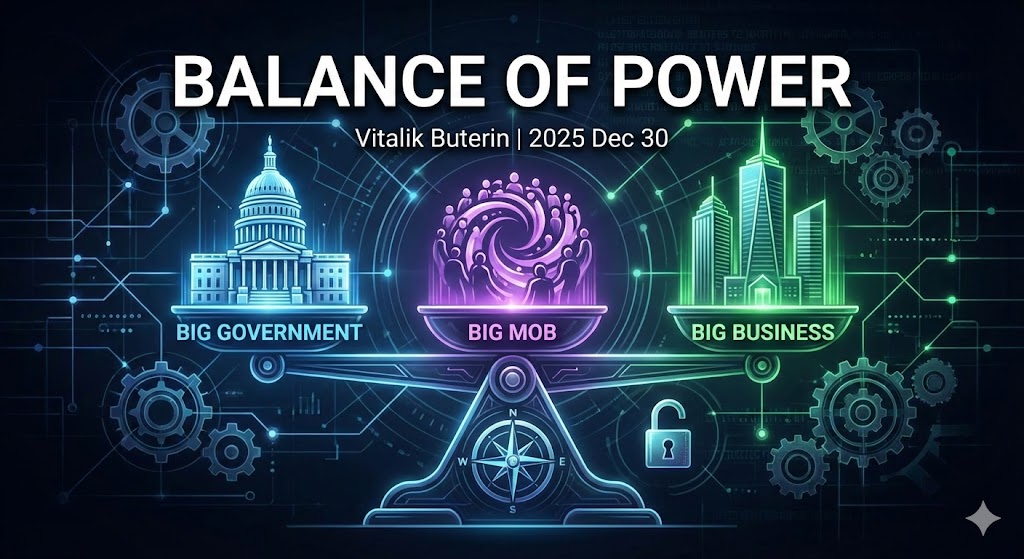 BALANCE OF POWER
Vitalik Buterin | 2025 Dec 30
BIG GOVERNMENT
BIG MOB
BIG BUSINESS
N
W
E
S